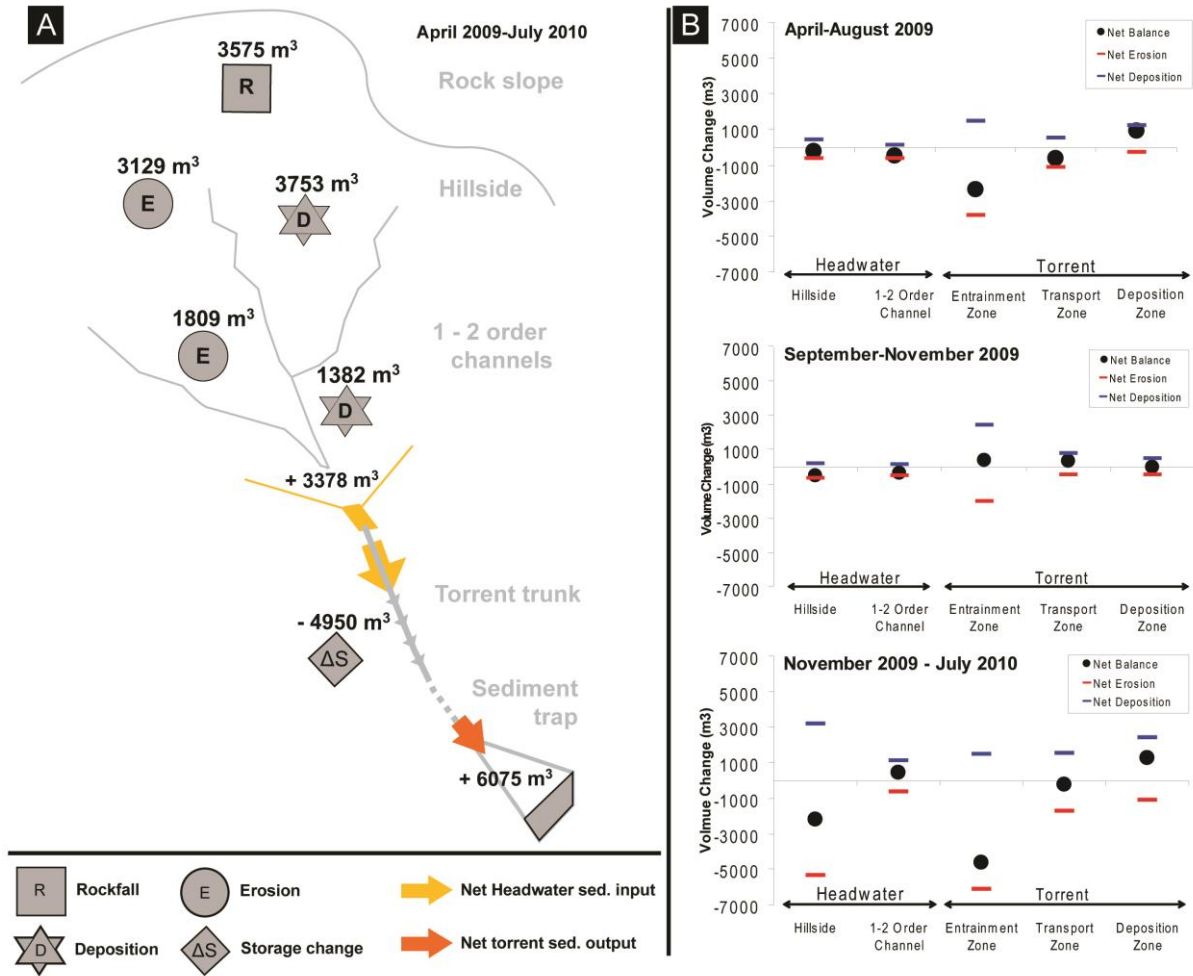 A
April 2009-July 2010
3575 m³
R
Rock slope
3129 m³
E
3753 m³
D
Hillside
1809 m³
E
1 - 2 order
channels
1382 m³
D
+ 3378 m³
Torrent trunk
- 4950 m³
ΔS
Sediment
trap
+ 6075 m³
R
Rockfall
E
Erosion
Net Headwater sed. input
D
Deposition
ΔS
Storage change
Net torrent sed. output
B
April-August 2009
Net Balance
Net Erosion
Net Deposition
Volume Change (m3)
7000
5000
3000
1000
-1000
-3000
-5000
-7000
Headwater
Torrent
Hillside
1-2 Order
Channel
Entrainment
Zone
Transport
Zone
Deposition
Zone
September-November 2009
Net Balance
Net Erosion
Net Deposition
Volume Change(m3)
7000
5000
3000
1000
-1000
-3000
-5000
-7000
Headwater
Torrent
Hillside
1-2 Order
Channel
Entrainment
Zone
Transport
Zone
Deposition
Zone
November 2009 - July 2010
Net Balance
Net Erosion
Net Deposition
Volmue Change (m3)
7000
5000
3000
1000
-1000
-3000
-5000
-7000
Headwater
Torrent
Hillside
1-2 Order
Channel
Entrainment
Zone
Transport
Zone
Deposition
Zone